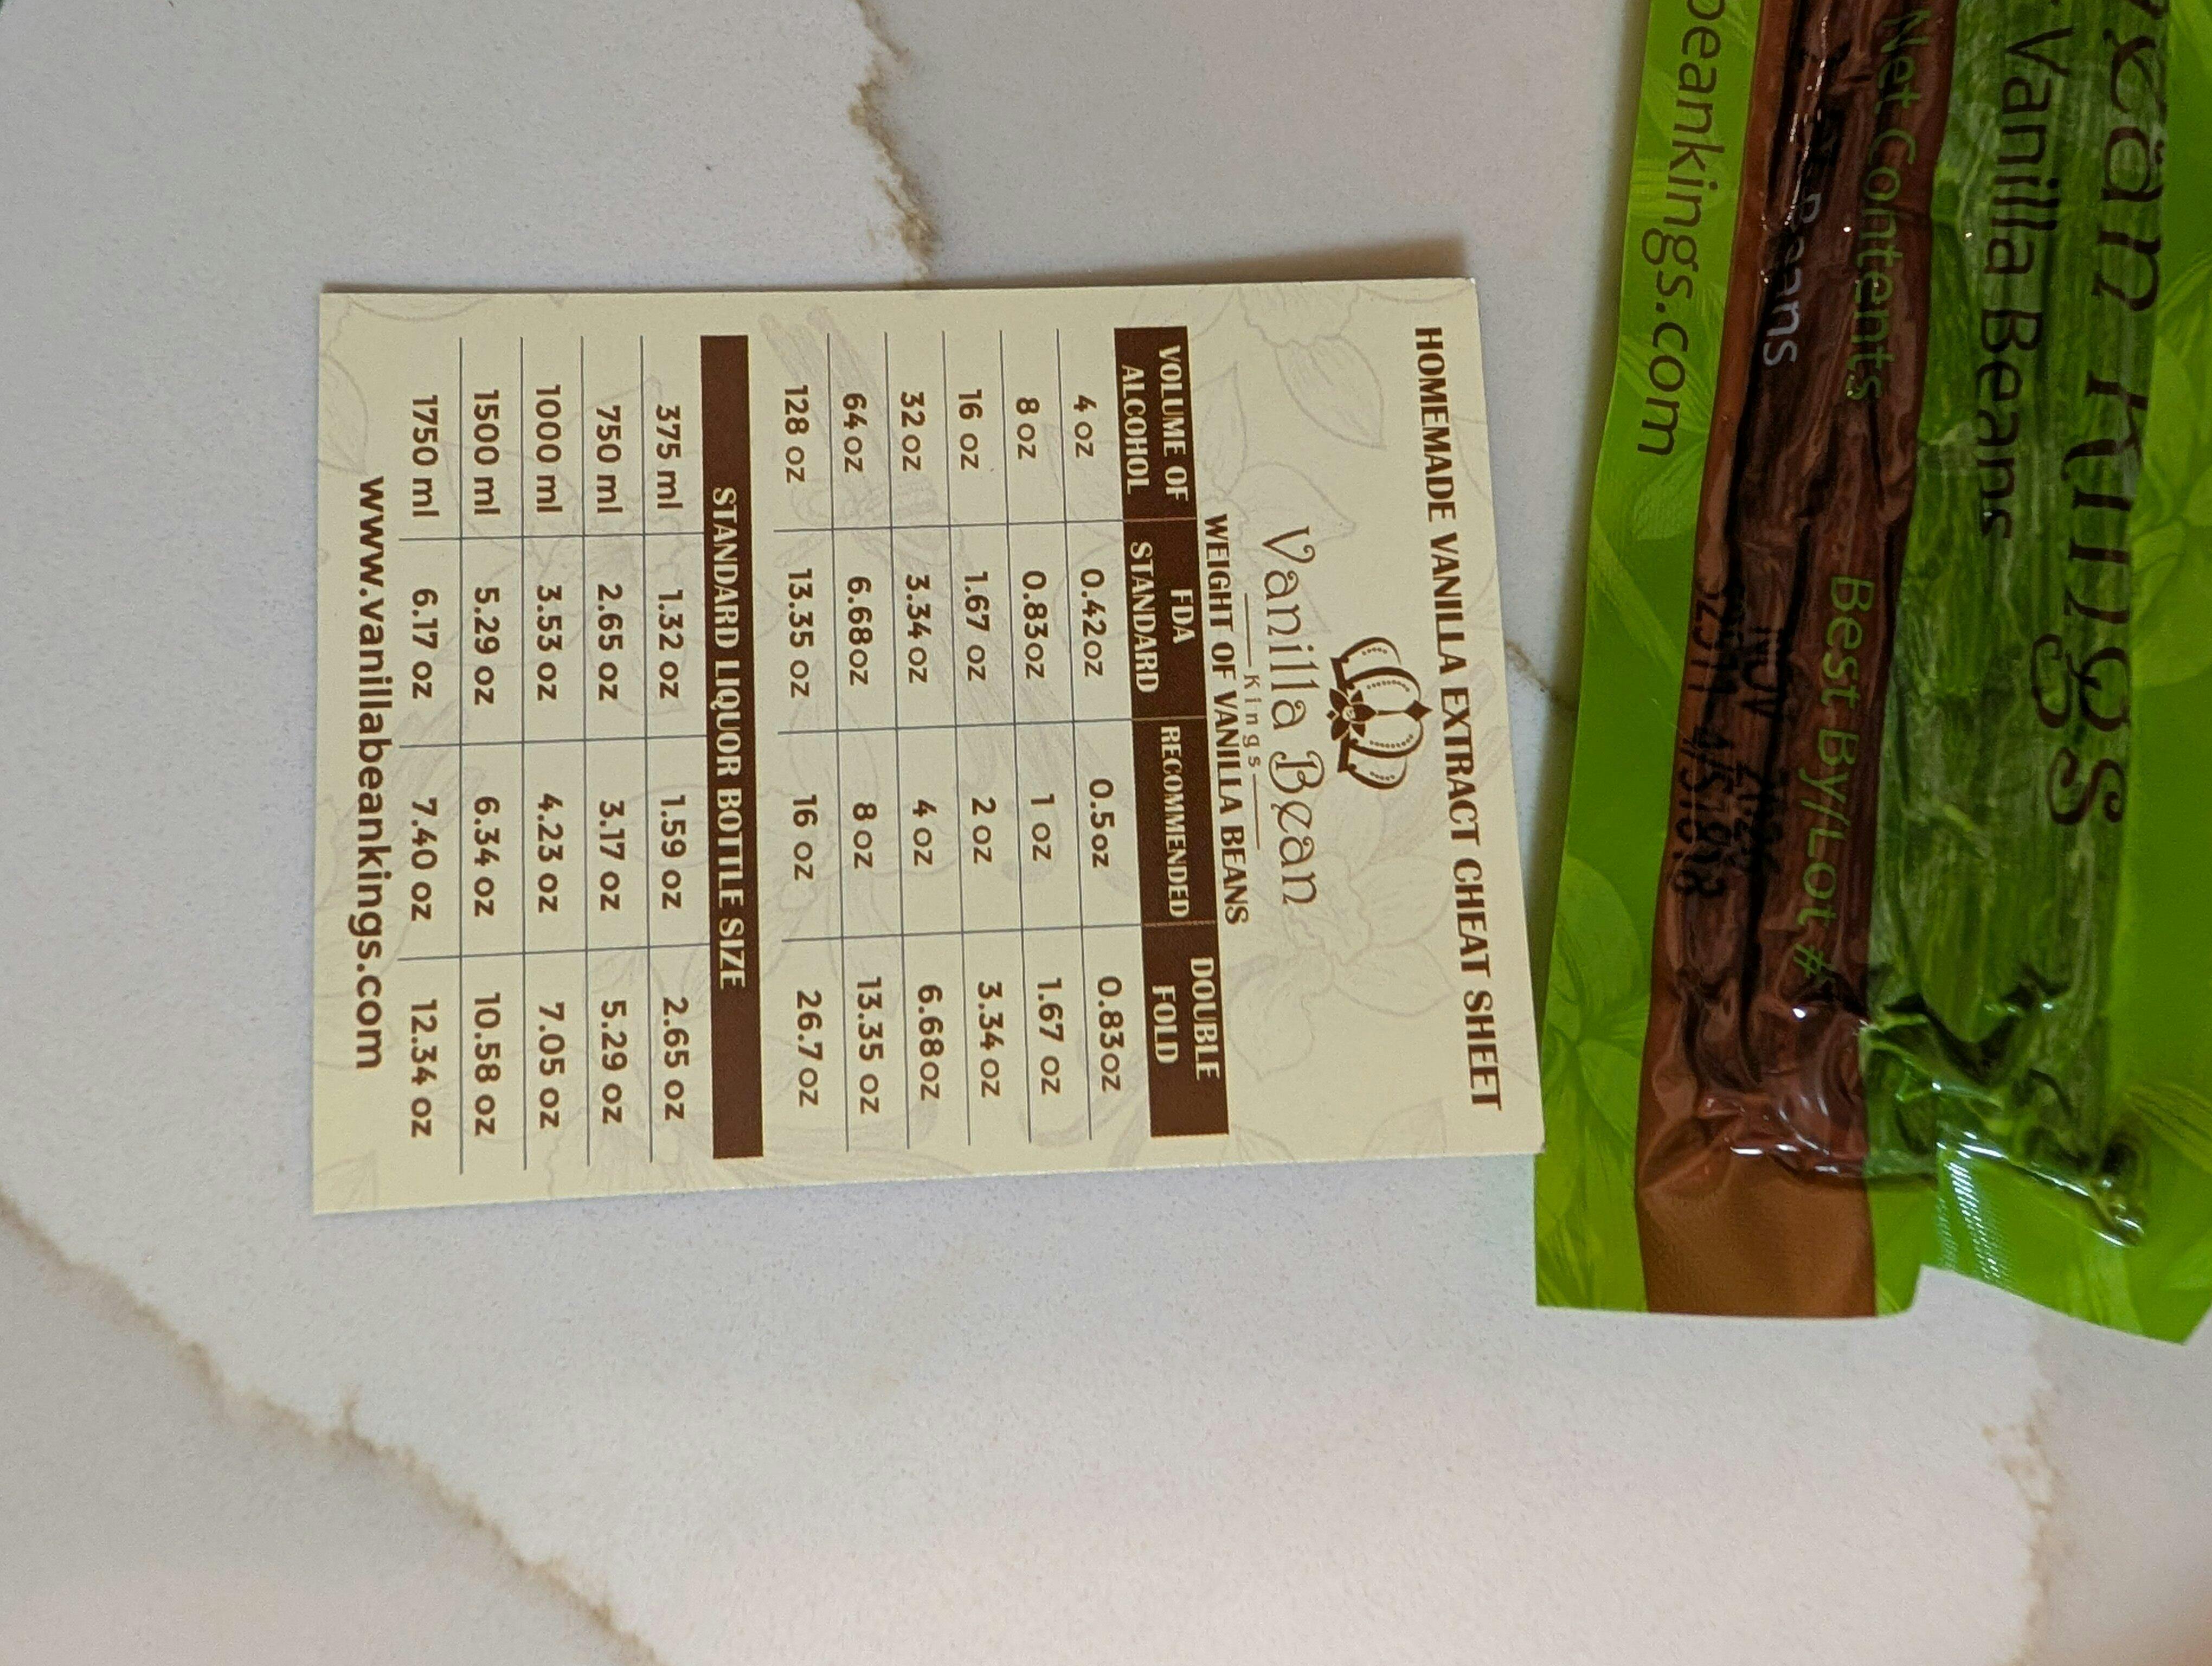 HOMEMADE VANILLA EXTRACT CHEAT SHEET
Vanilla Bean
Kings
WEIGHT OF VANILLA BEANS
VOLUME OF ALCOHOL FDA STANDARD RECOMMENDED DOUBLE FOLD
4 oz 0.42oz 0.5oz 0.83oz
8 oz 0.83oz 1 oz 1.67 oz
16 oz 1.67 oz 2 oz 3.34oz
32 oz 3.34 oz 4 oz 6.68oz
64oz 6.68oz 8 oz 13.35 oz
128 oz 13.35 oz 16 oz 26.7oz
STANDARD LIQUOR BOTTLE SIZE
375 ml 1.32 oz 1.59 oz 2.65 oz
750 ml 2.65 oz 3.17 oz 5.29 oz
1000 ml 3.53 oz 4.23 oz 7.05 oz
1500 ml 5.29 oz 6.34 oz 10.58 oz
1750 ml 6.17 oz 7.40 oz 12.34 oz
www.vanillabeankings.com
Kings
Vanilla Beans
Net Contents Best By/Lot #
Beans NOV
beankings.com